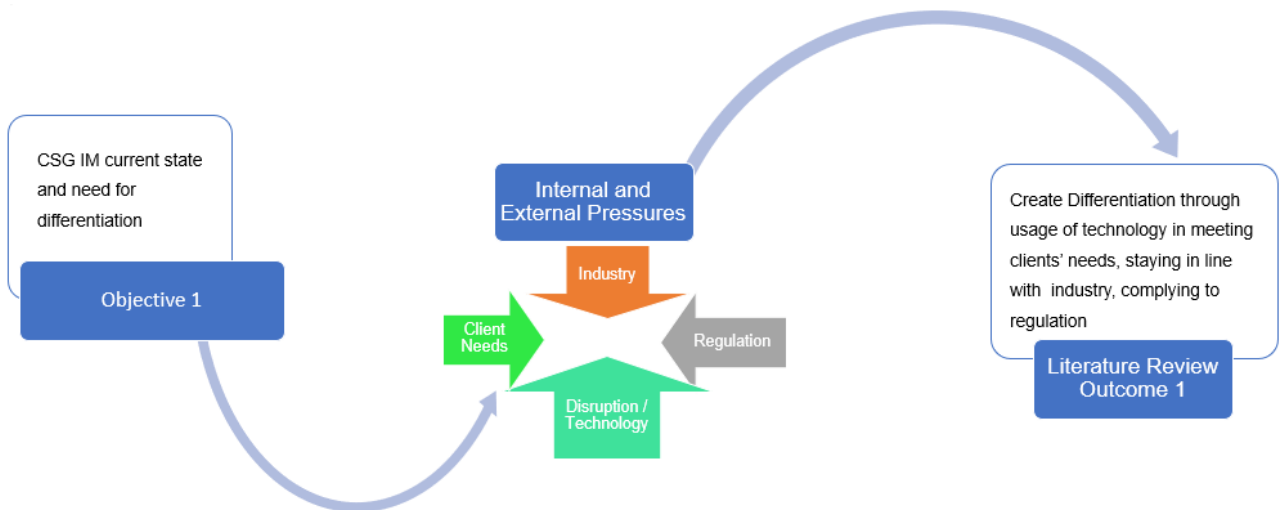 CSG IM current state
and need for
differentiation
Objective 1
Internal and
External Pressures
Industry
Client
Needs
Regulation
Disruption /
Technology
Create Differentiation through
usage of technology in meeting
clients’ needs, staying in line
with industry, complying to
regulation
Literature Review
Outcome 1